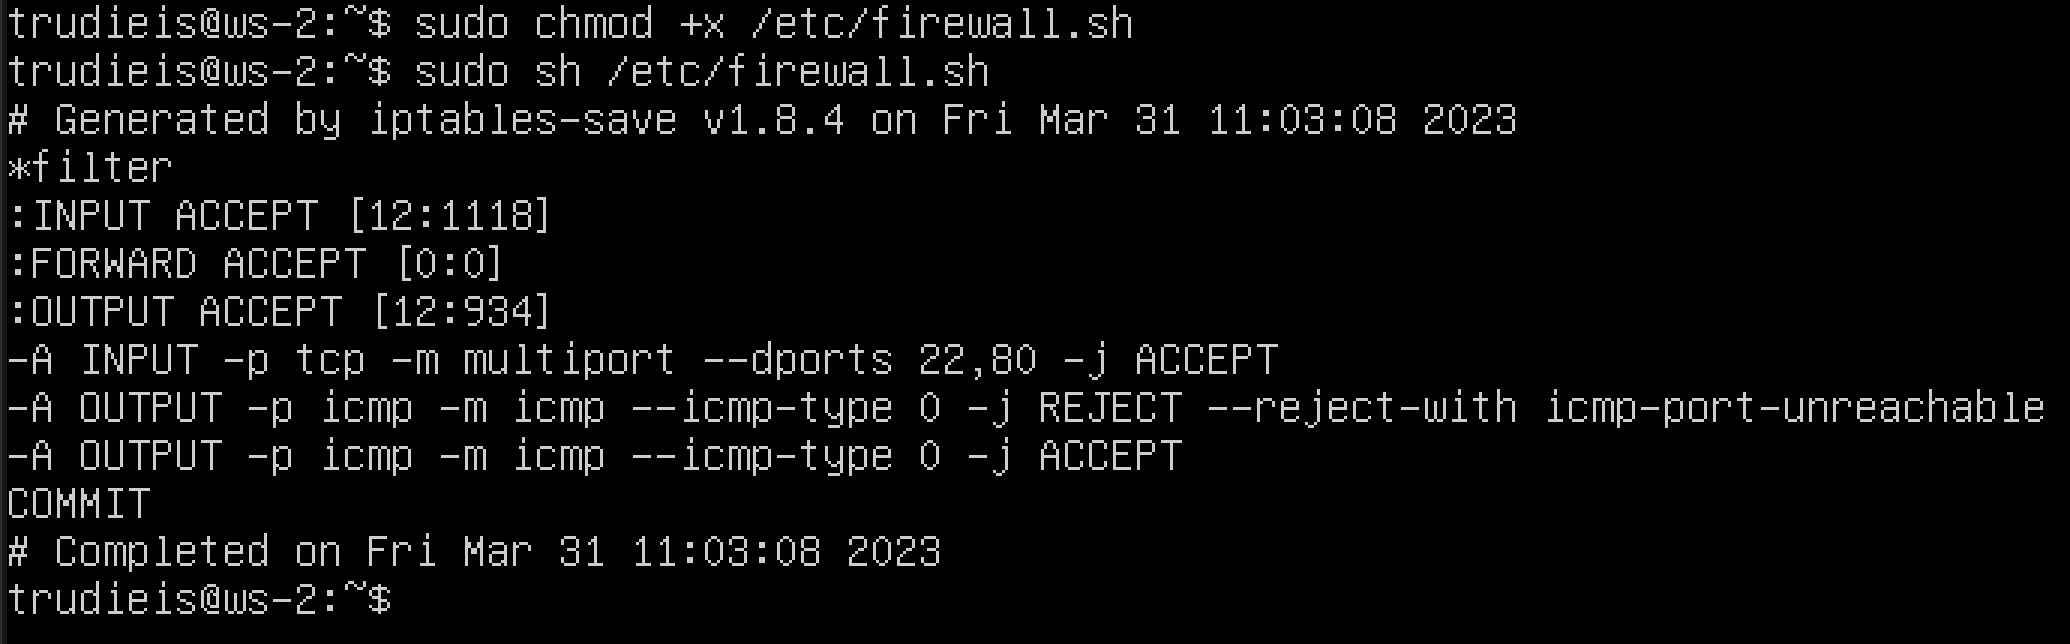 trudieis@ws-2:~$ sudo chmod +x /etc/firewall.sh
trudieis@ws-2:~$ sudo sh /etc/firewall.sh
# Generated by iptables-save v1.8.4 on Fri Mar 31 11:03:08 2023
*filter
:INPUT ACCEPT [12:1118]
:FORWARD ACCEPT [0:0]
:OUTPUT ACCEPT [12:934]
-A INPUT -p tcp -m multiport --dports 22,80 -j ACCEPT
-A OUTPUT -p icmp -m icmp --icmp-type 0 -j REJECT --reject-with icmp-port-unreachable
-A OUTPUT -p icmp -m icmp --icmp-type 0 -j ACCEPT
COMMIT
# Completed on Fri Mar 31 11:03:08 2023
trudieis@ws-2:~$